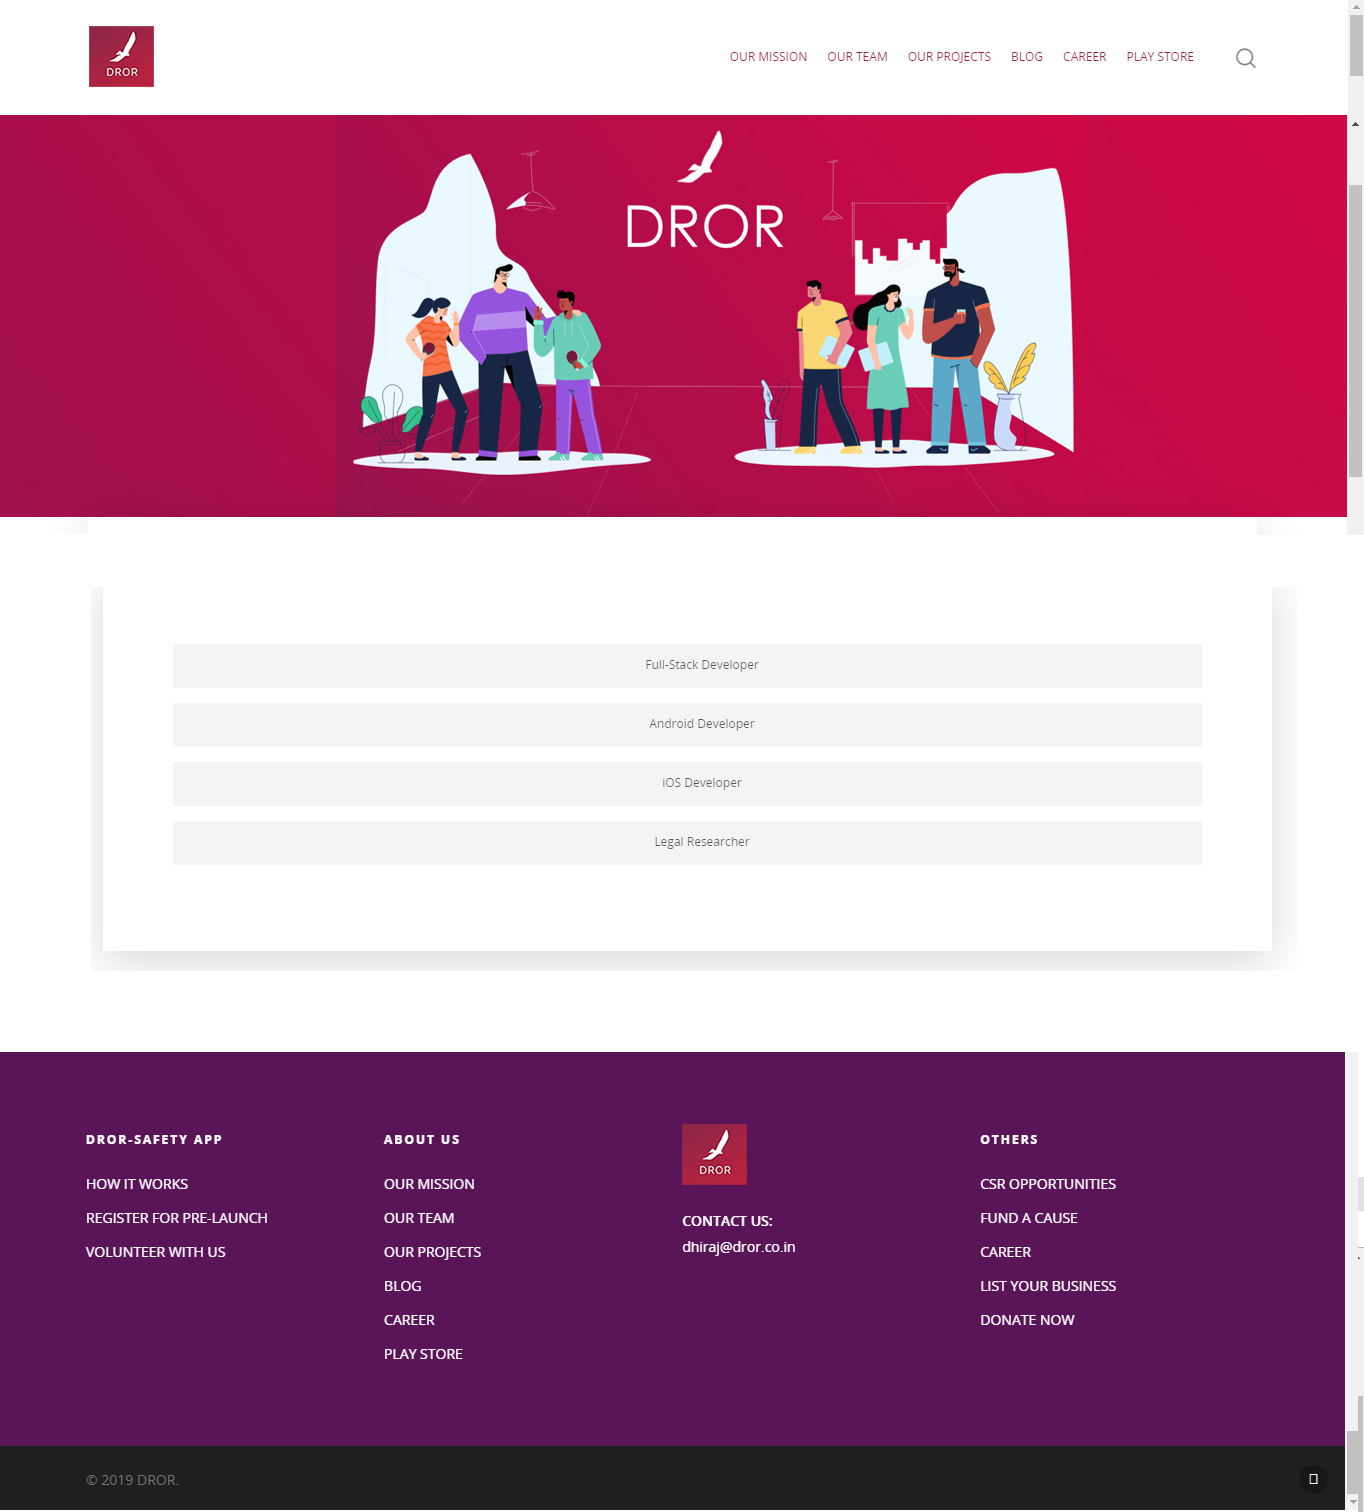 DROR
OUR MISSION OUR TEAM OUR PROJECTS BLOG CAREER PLAY STORE
DROR
Full-Stack Developer
Android Developer
iOS Developer
Legal Researcher
DROR-SAFETY APP
HOW IT WORKS
REGISTER FOR PRE-LAUNCH
VOLUNTEER WITH US
ABOUT US
OUR MISSION
OUR TEAM
OUR PROJECTS
BLOG
CAREER
PLAY STORE
DROR
CONTACT US:
dhiraj@dror.co.in
OTHERS
CSR OPPORTUNITIES
FUND A CAUSE
CAREER
LIST YOUR BUSINESS
DONATE NOW
© 2019 DROR.